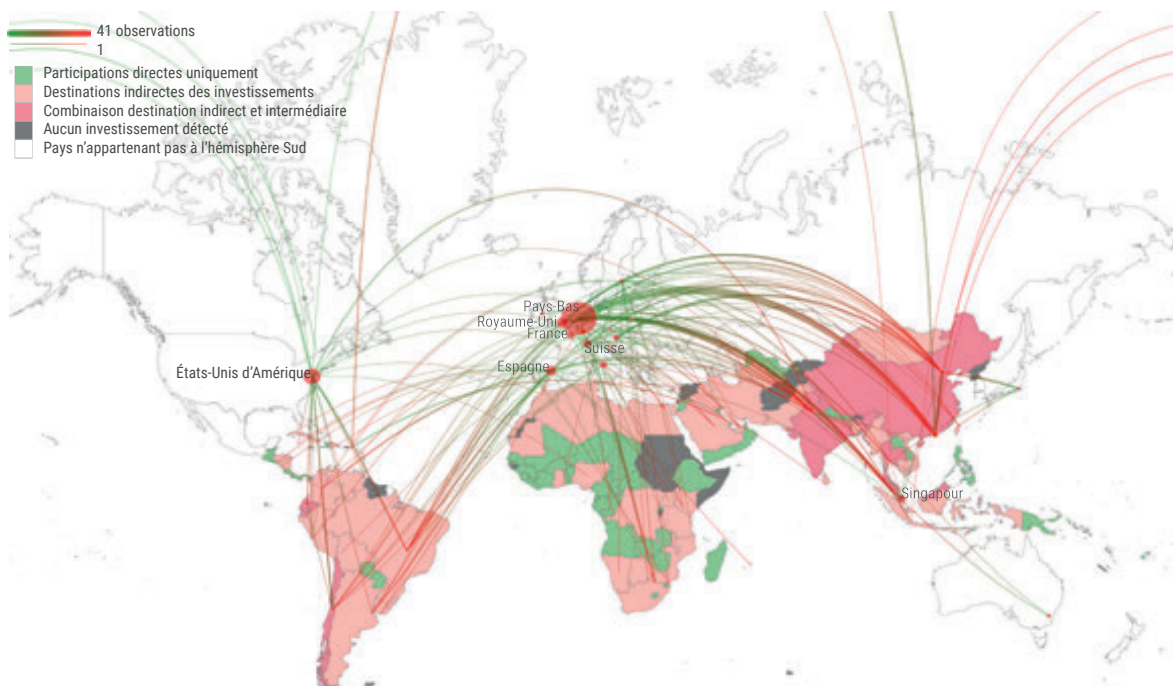 41 observations
1
Participations directes uniquement
Destinations indirectes des investissements
Combinaison destination indirect et intermédiaire
Aucun investissement détecté
Pays n'appartenant pas à l'hémisphère Sud
Pays-Bas
Royaume-Uni
France
Suisse
Espagne
États-Unis d'Amérique
Singapour